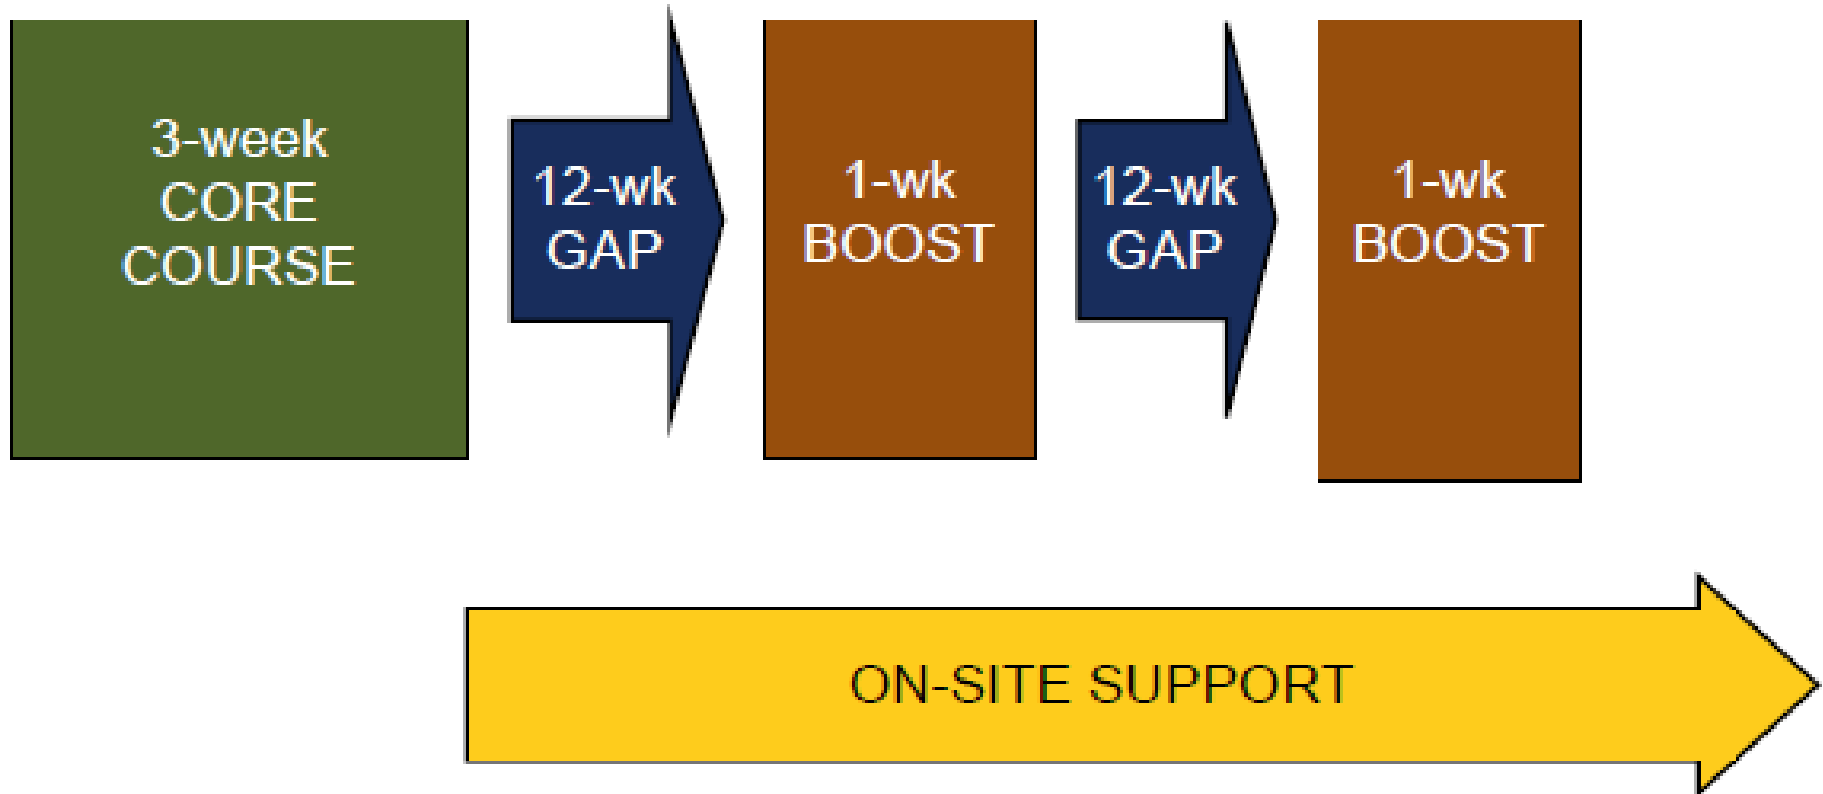 3-week
CORE
COURSE
12-wk
GAP
1-wk
BOOST
12-wk
GAP
1-wk
BOOST
ON-SITE SUPPORT